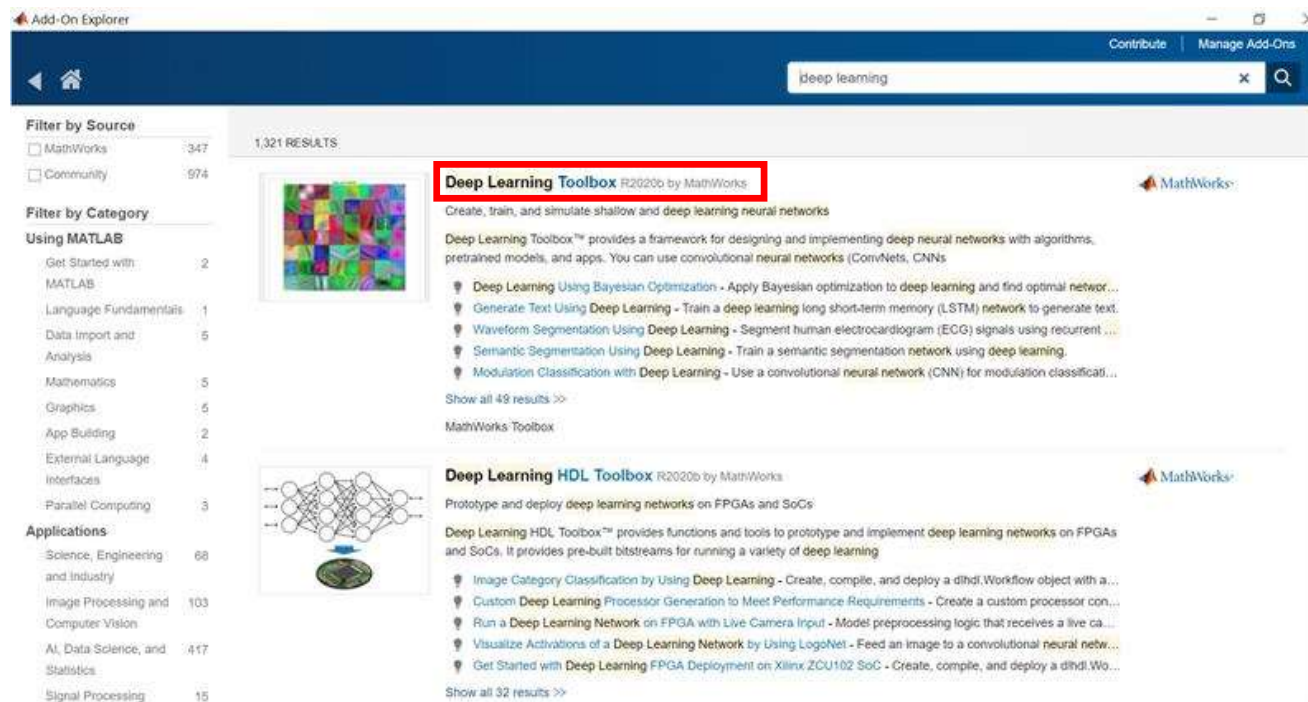 Add-On Explorer
Contribute | Manage Add-Ons
deep learning
Filter by Source
MathWorks 347
Community 974
Filter by Category
Using MATLAB
Get Started with 2
MATLAB
Language Fundamentals 1
Data Import and 5
Analysis
Mathematics 5
Graphics 5
App Building 2
External Language 4
Interfaces
Parallel Computing 3
Applications
Science, Engineering 68
and Industry
Image Processing and 103
Computer Vision
AI, Data Science, and 417
Statistics
Signal Processing 15
1,321 RESULTS
Deep Learning Toolbox R2020b by MathWorks
MathWorks
Create, train, and simulate shallow and deep learning neural networks
Deep Learning Toolbox™ provides a framework for designing and implementing deep neural networks with algorithms,
pretrained models, and apps. You can use convolutional neural networks (ConvNets, CNNs
Deep Learning Using Bayesian Optimization - Apply Bayesian optimization to deep learning and find optimal networ...
Generate Text Using Deep Learning - Train a deep learning long short-term memory (LSTM) network to generate text.
Waveform Segmentation Using Deep Learning - Segment human electrocardiogram (ECG) signals using recurrent ...
Semantic Segmentation Using Deep Learning - Train a semantic segmentation network using deep learning.
Modulation Classification with Deep Learning - Use a convolutional neural network (CNN) for modulation classificati...
Show all 49 results >>
MathWorks Toolbox
Deep Learning HDL Toolbox R2020b by MathWorks
MathWorks
Prototype and deploy deep learning networks on FPGAs and SoCs
Deep Learning HDL Toolbox™ provides functions and tools to prototype and implement deep learning networks on FPGAs
and SoCs. It provides pre-built bitstreams for running a variety of deep learning
Image Category Classification by Using Deep Learning - Create, compile, and deploy a dlhdl.Workflow object with a...
Custom Deep Learning Processor Generation to Meet Performance Requirements - Create a custom processor con...
Run a Deep Learning Network on FPGA with Live Camera Input - Model preprocessing logic that receives a live ca...
Visualize Activations of a Deep Learning Network by Using LogoNet - Feed an image to a convolutional neural netw...
Get Started with Deep Learning FPGA Deployment on Xilinx ZCU102 SoC - Create, compile, and deploy a dlhdl.Wo...
Show all 32 results >>